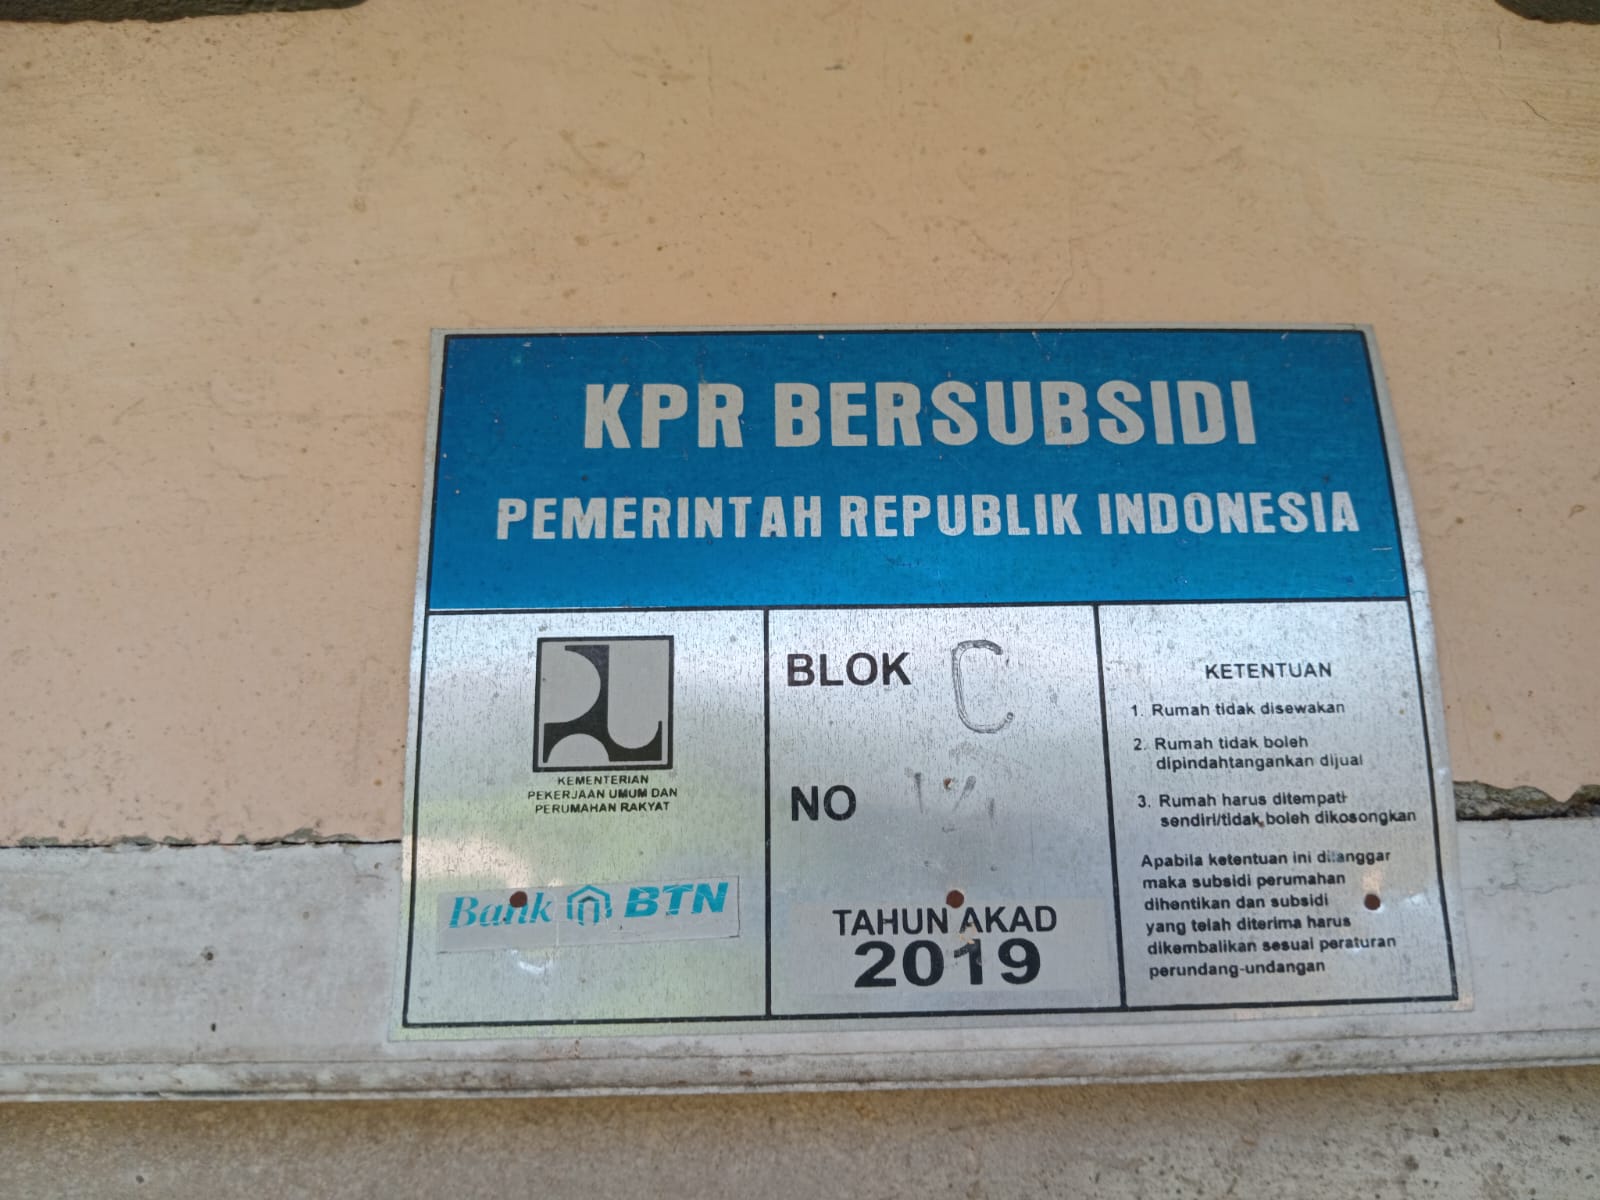 KPR BERSUBSIDI
PEMERINTAH REPUBLIK INDONESIA
KEMENTERIAN
PEKERJAAN UMUM DAN
PERUMAHAN RAKYAT
Bank BTN
BLOK C
NO
TAHUN AKAD
2019
KETENTUAN
1. Rumah tidak disewakan
2. Rumah tidak boleh
dipindahtangankan dijual
3. Rumah harus ditempati
sendiri/tidak boleh dikosongkan
Apabila ketentuan ini dilanggar
maka subsidi perumahan
dihentikan dan subsidi
yang telah diterima harus
dikembalikan sesuai peraturan
perundang-undangan